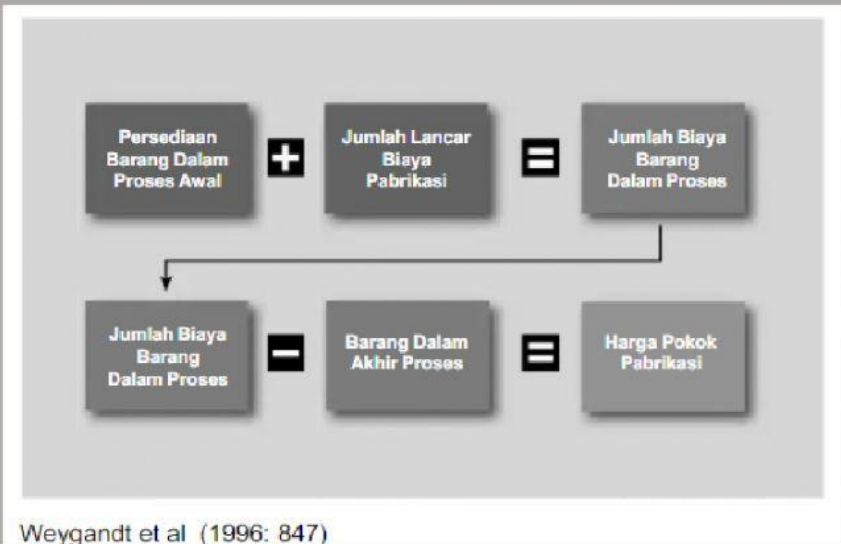 Persediaan
Barang Dalam
Proses Awal
+
Jumlah Lancar
Biaya
Pabrikasi
=
Jumlah Biaya
Barang
Dalam Proses
Jumlah Biaya
Barang
Dalam Proses
−
Barang Dalam
Akhir Proses
=
Harga Pokok
Pabrikasi
Weygandt et al (1996: 847)